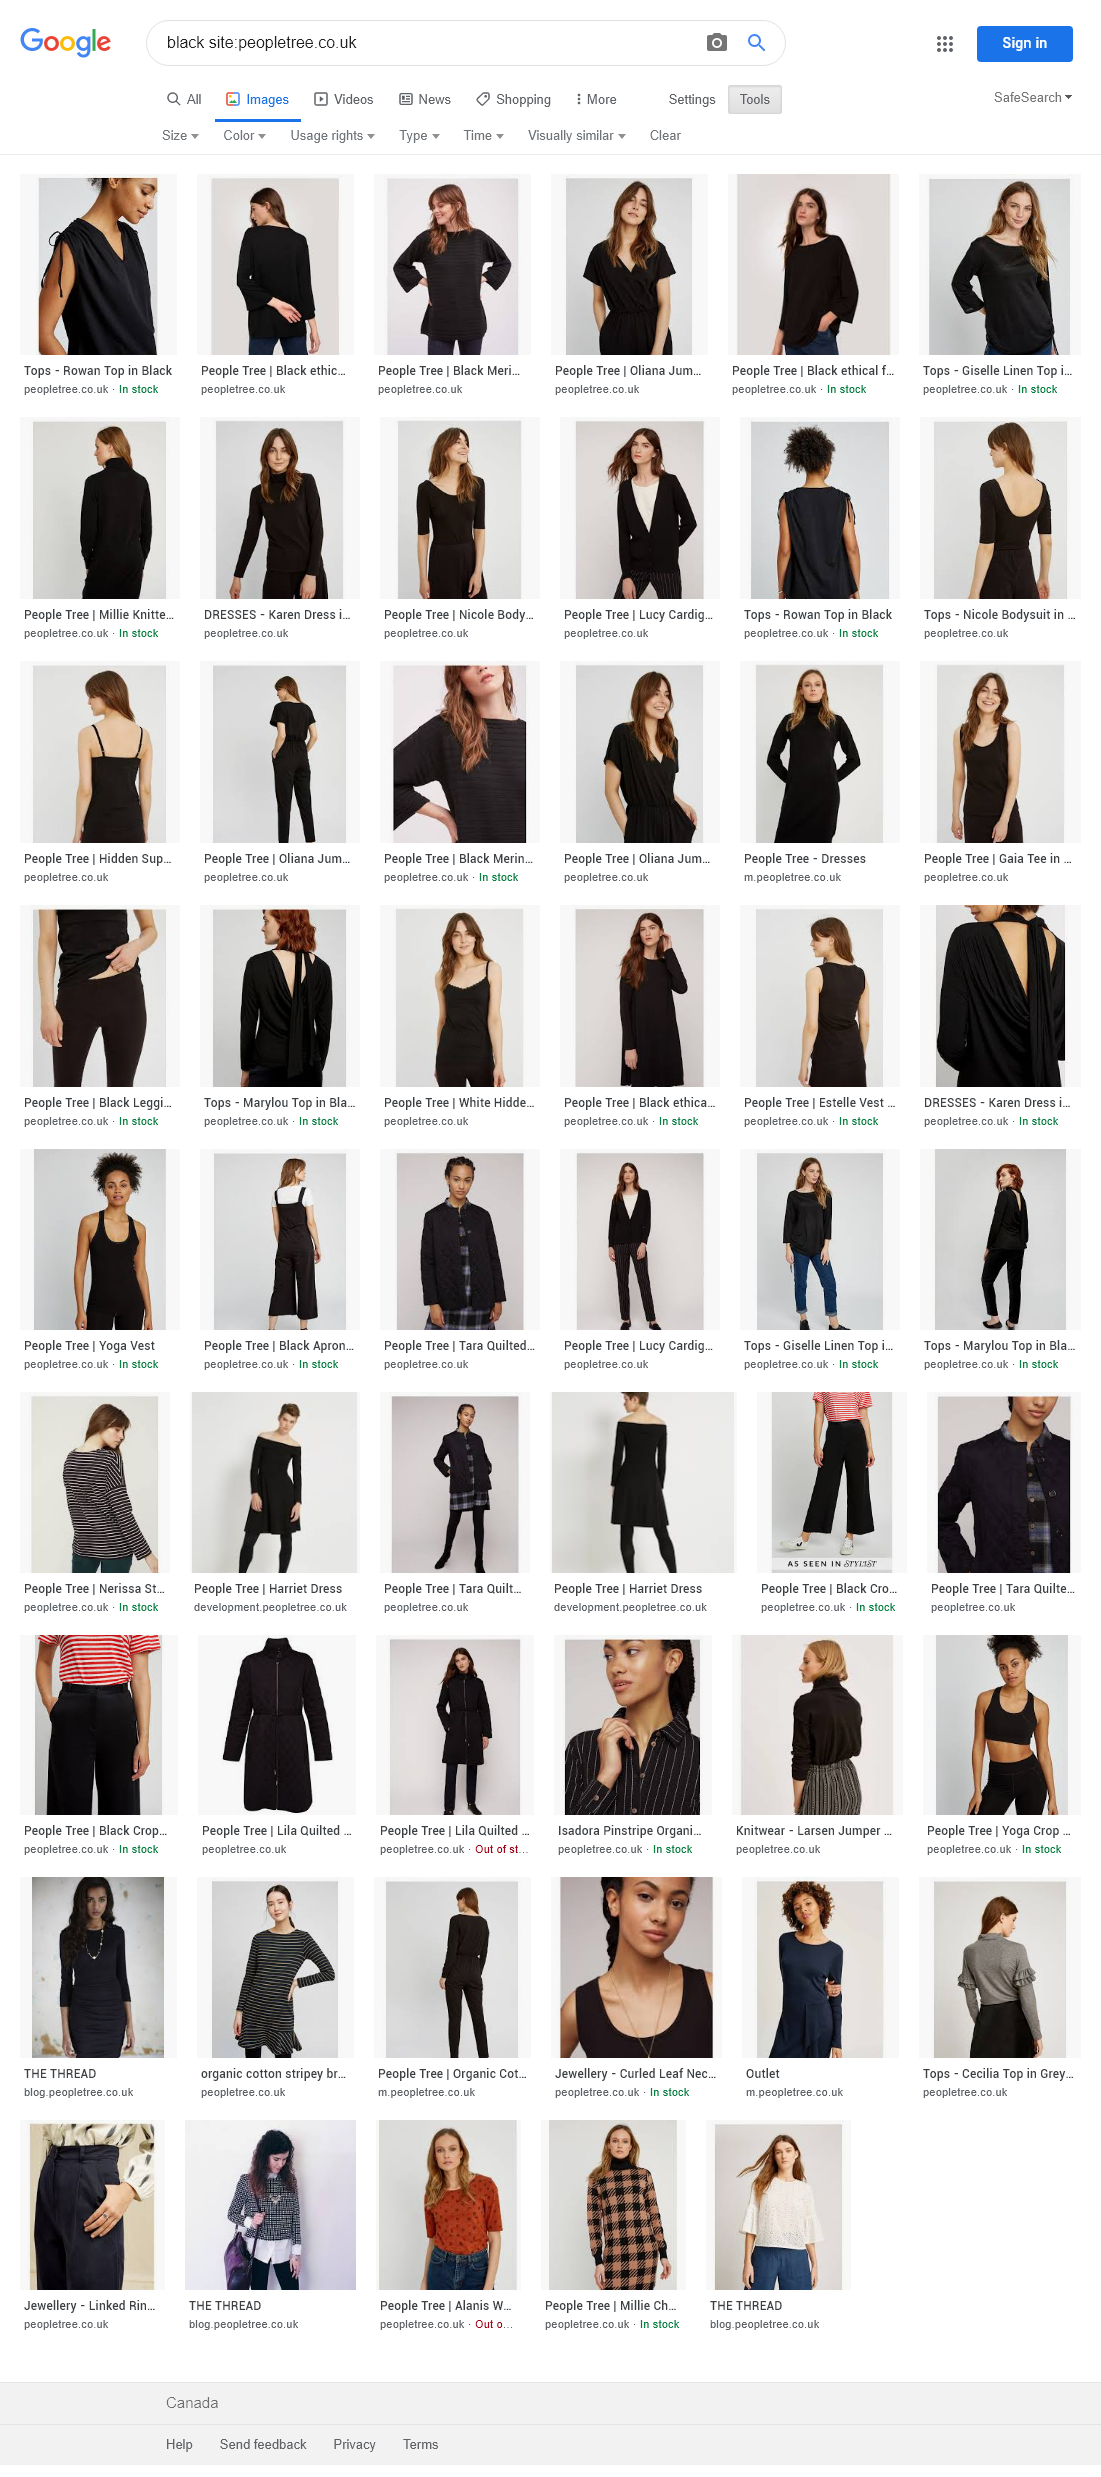 Google
black site:peopletree.co.uk
Sign in
All Images Videos News Shopping More Settings Tools
SafeSearch
Size Color Usage rights Type Time Visually similar Clear
Tops - Rowan Top in Black
peopletree.co.uk · In stock
People Tree | Black ethic...
peopletree.co.uk
People Tree | Black Meri...
peopletree.co.uk
People Tree | Oliana Jum...
peopletree.co.uk
People Tree | Black ethical f...
peopletree.co.uk · In stock
Tops - Giselle Linen Top i...
peopletree.co.uk · In stock
People Tree | Millie Knitte...
peopletree.co.uk · In stock
DRESSES - Karen Dress i...
peopletree.co.uk
People Tree | Nicole Body...
peopletree.co.uk
People Tree | Lucy Cardig...
peopletree.co.uk
Tops - Rowan Top in Black
peopletree.co.uk · In stock
Tops - Nicole Bodysuit in ...
peopletree.co.uk
People Tree | Hidden Sup...
peopletree.co.uk
People Tree | Oliana Jum...
peopletree.co.uk
People Tree | Black Merin...
peopletree.co.uk · In stock
People Tree | Oliana Jum...
peopletree.co.uk
People Tree - Dresses
m.peopletree.co.uk
People Tree | Gaia Tee in ...
peopletree.co.uk
People Tree | Black Leggi...
peopletree.co.uk · In stock
Tops - Marylou Top in Bla...
peopletree.co.uk · In stock
People Tree | White Hidde...
peopletree.co.uk
People Tree | Black ethica...
peopletree.co.uk · In stock
People Tree | Estelle Vest ...
peopletree.co.uk · In stock
DRESSES - Karen Dress i...
peopletree.co.uk · In stock
People Tree | Yoga Vest
peopletree.co.uk · In stock
People Tree | Black Apron...
peopletree.co.uk · In stock
People Tree | Tara Quilted...
peopletree.co.uk
People Tree | Lucy Cardig...
peopletree.co.uk
Tops - Giselle Linen Top i...
peopletree.co.uk · In stock
Tops - Marylou Top in Bla...
peopletree.co.uk · In stock
People Tree | Nerissa St...
peopletree.co.uk · In stock
People Tree | Harriet Dress
development.peopletree.co.uk
People Tree | Tara Quilt...
peopletree.co.uk
People Tree | Harriet Dress
development.peopletree.co.uk
AS SEEN IN STYLIST
People Tree | Black Cro...
peopletree.co.uk · In stock
People Tree | Tara Quilte...
peopletree.co.uk
People Tree | Black Crop...
peopletree.co.uk · In stock
People Tree | Lila Quilted ...
peopletree.co.uk
People Tree | Lila Quilted ...
peopletree.co.uk · Out of st...
Isadora Pinstripe Organi...
peopletree.co.uk · In stock
Knitwear - Larsen Jumper ...
peopletree.co.uk
People Tree | Yoga Crop ...
peopletree.co.uk · In stock
THE THREAD
blog.peopletree.co.uk
organic cotton stripey br...
peopletree.co.uk
People Tree | Organic Cot...
m.peopletree.co.uk
Jewellery - Curled Leaf Nec...
peopletree.co.uk · In stock
Outlet
m.peopletree.co.uk
Tops - Cecilia Top in Grey...
peopletree.co.uk
Jewellery - Linked Rin...
peopletree.co.uk
THE THREAD
blog.peopletree.co.uk
People Tree | Alanis W...
peopletree.co.uk · Out o...
People Tree | Millie Ch...
peopletree.co.uk · In stock
THE THREAD
blog.peopletree.co.uk
Canada
Help Send feedback Privacy Terms